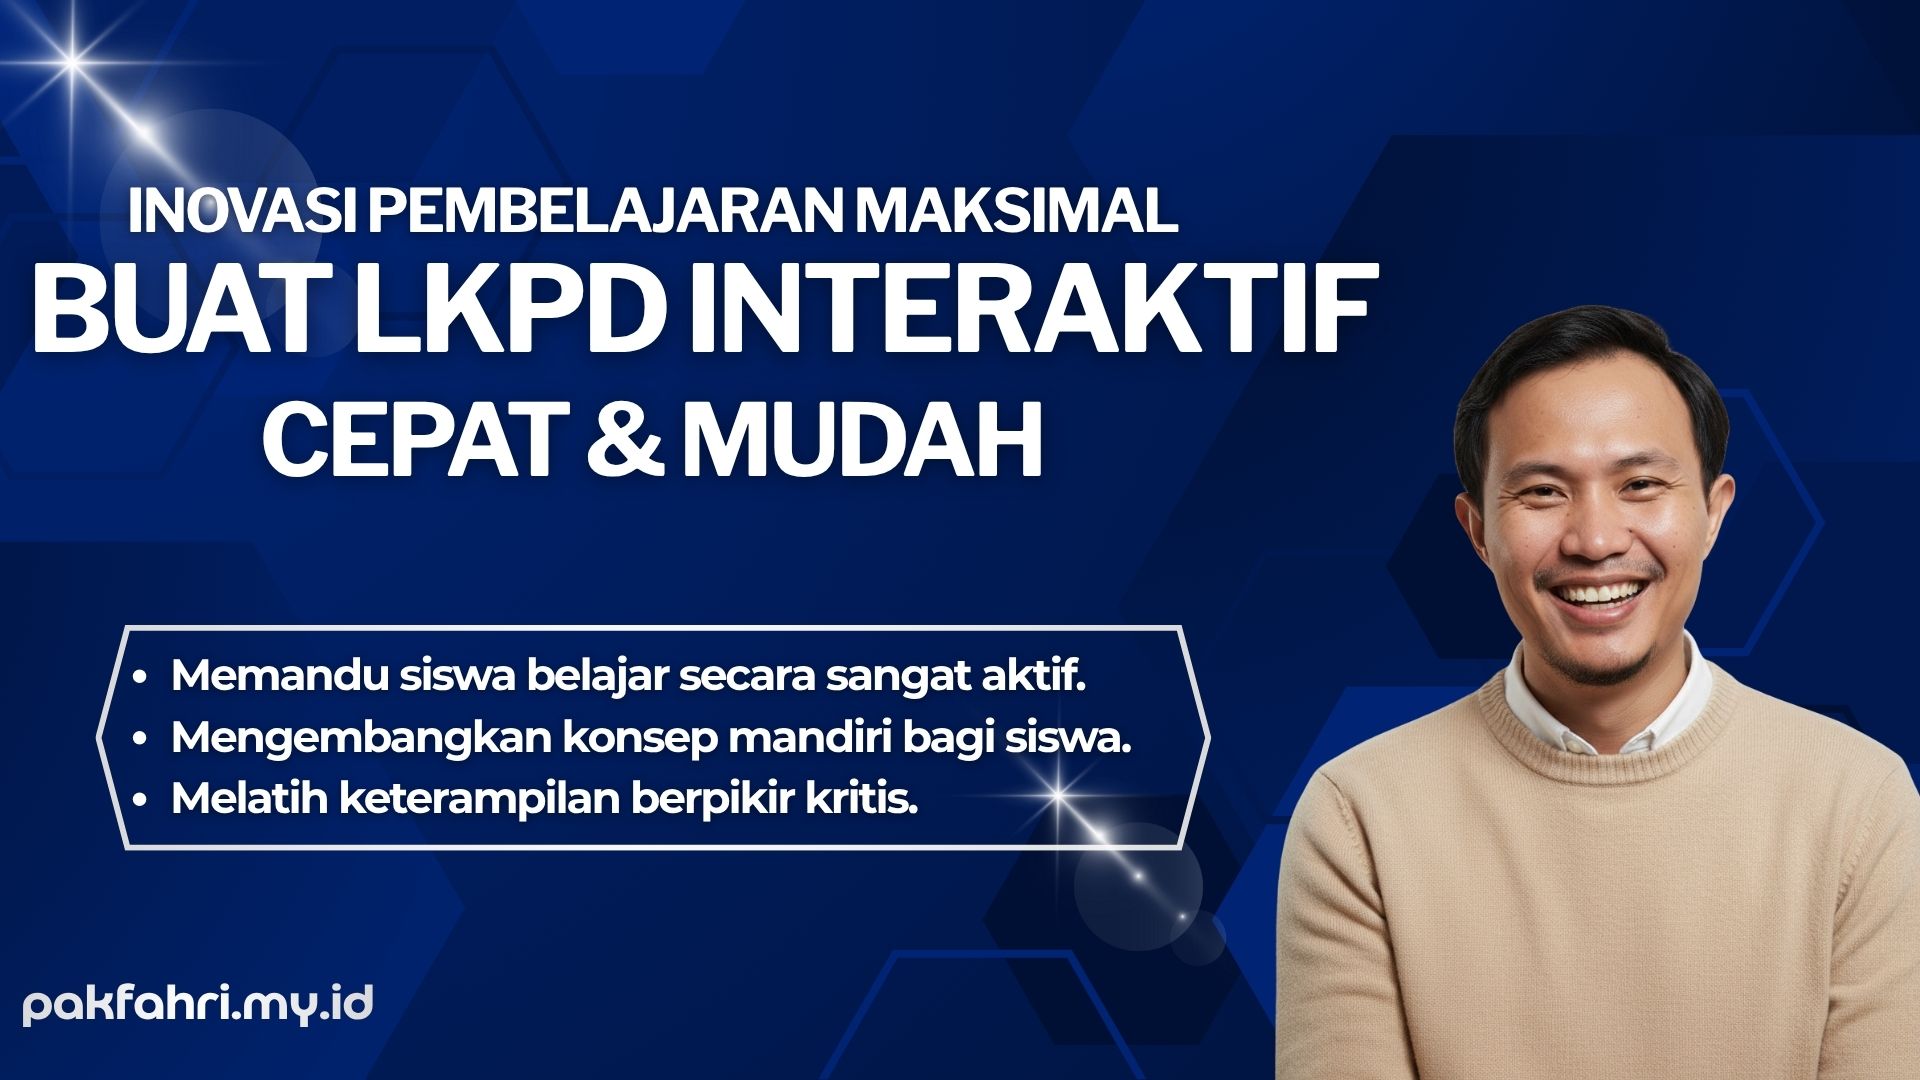 INOVASI PEMBELAJARAN MAKSIMAL
BUAT LKPD INTERAKTIF
CEPAT & MUDAH
• Memandu siswa belajar secara sangat aktif.
• Mengembangkan konsep mandiri bagi siswa.
• Melatih keterampilan berpikir kritis.
pakfahri.my.id